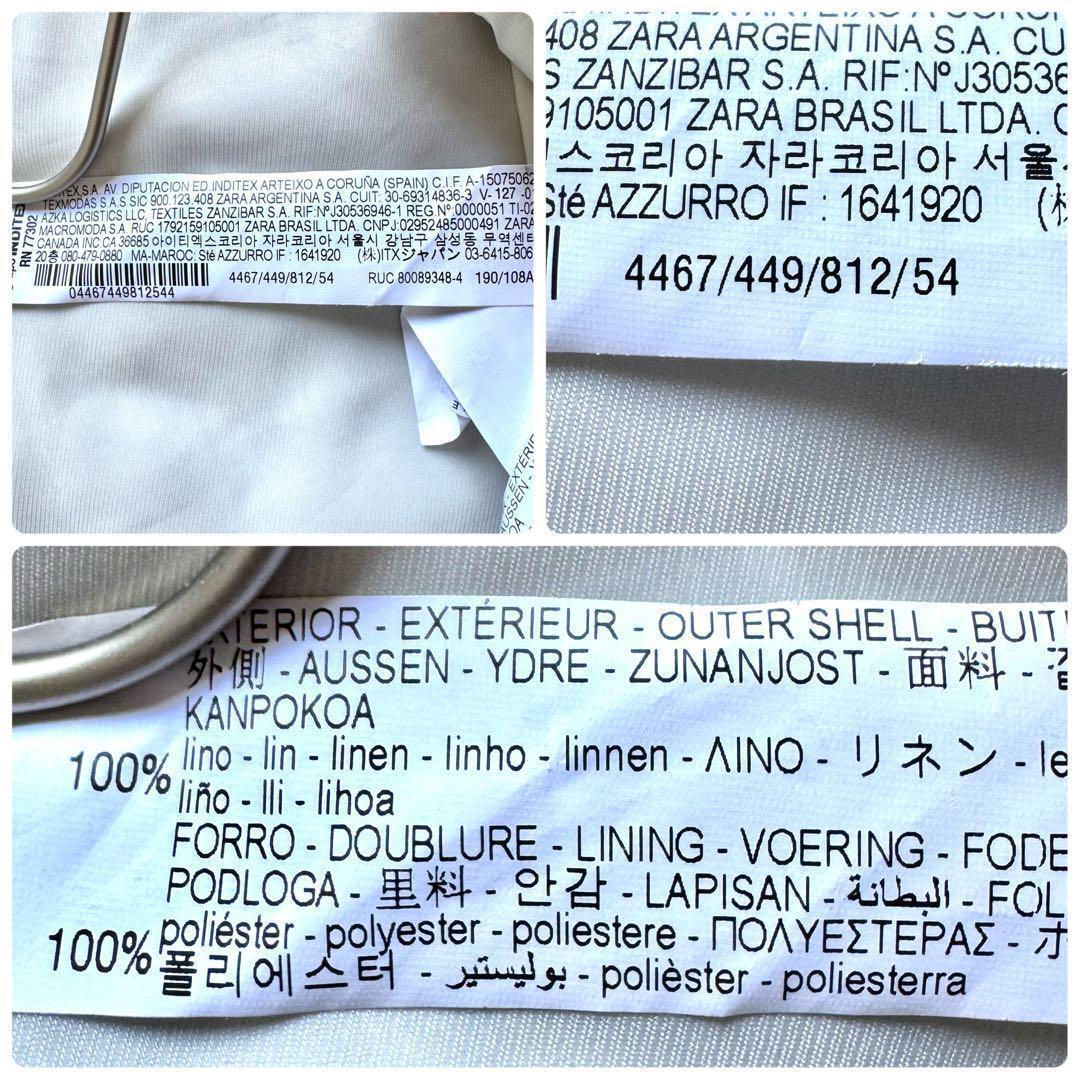 DITEX,S.A. AV. DIPUTACION ED. INDITEX ARTEIXO A CORUÑA (SPAIN) C.I.F. A-15075062
TEXMODAS S.A.S SIC 900.123.408 ZARA ARGENTINA S.A. CUIT: 30-69314836-3 V- 127 -01
AZKA LOGISTICS LLC, TEXTILES ZANZIBAR S.A. RIF:NºJ30536946-1 REG.Nº:0000051 TI-02
MACROMODA S.A. RUC 1792159105001 ZARA BRASIL LTDA. CNPJ:02952485000491 ZARA
CANADA INC CA 36685 아이티엑스코리아 자라코리아 서울시 강남구 삼성동 무역센터
20층 080-479-0880 MA-MAROC: Sté AZZURRO IF : 1641920 (株)ITXジャパン 03-6415-806
4467/449/812/54 RUC 80089348-4 190/108A
04467449812544
RN 77302
INDITEX
EXTÉRIEUR
AUSSEN
408 ZARA ARGENTINA S.A. CU
S ZANZIBAR S.A. RIF:NºJ30536
9105001 ZARA BRASIL LTDA. C
스코리아 자라코리아 서울
Sté AZZURRO IF : 1641920 (株
4467/449/812/54
XTERIOR - EXTÉRIEUR - OUTER SHELL - BUIT
外側 - AUSSEN - YDRE - ZUNANJOST - 面料 -
KANPOKOA
100% lino - lin - linen - linho - linnen - ΛΙΝΟ - リネン - le
liño - lli - lihoa
FORRO - DOUBLURE - LINING - VOERING - FODE
PODLOGA - 里料 - 안감 - LAPISAN - البطانة - FOL
100% poliéster - polyester - poliestere - ΠΟΛΥΕΣΤΕΡΑΣ - ポ
폴리에스터 - بوليستير - polièster - poliesterra